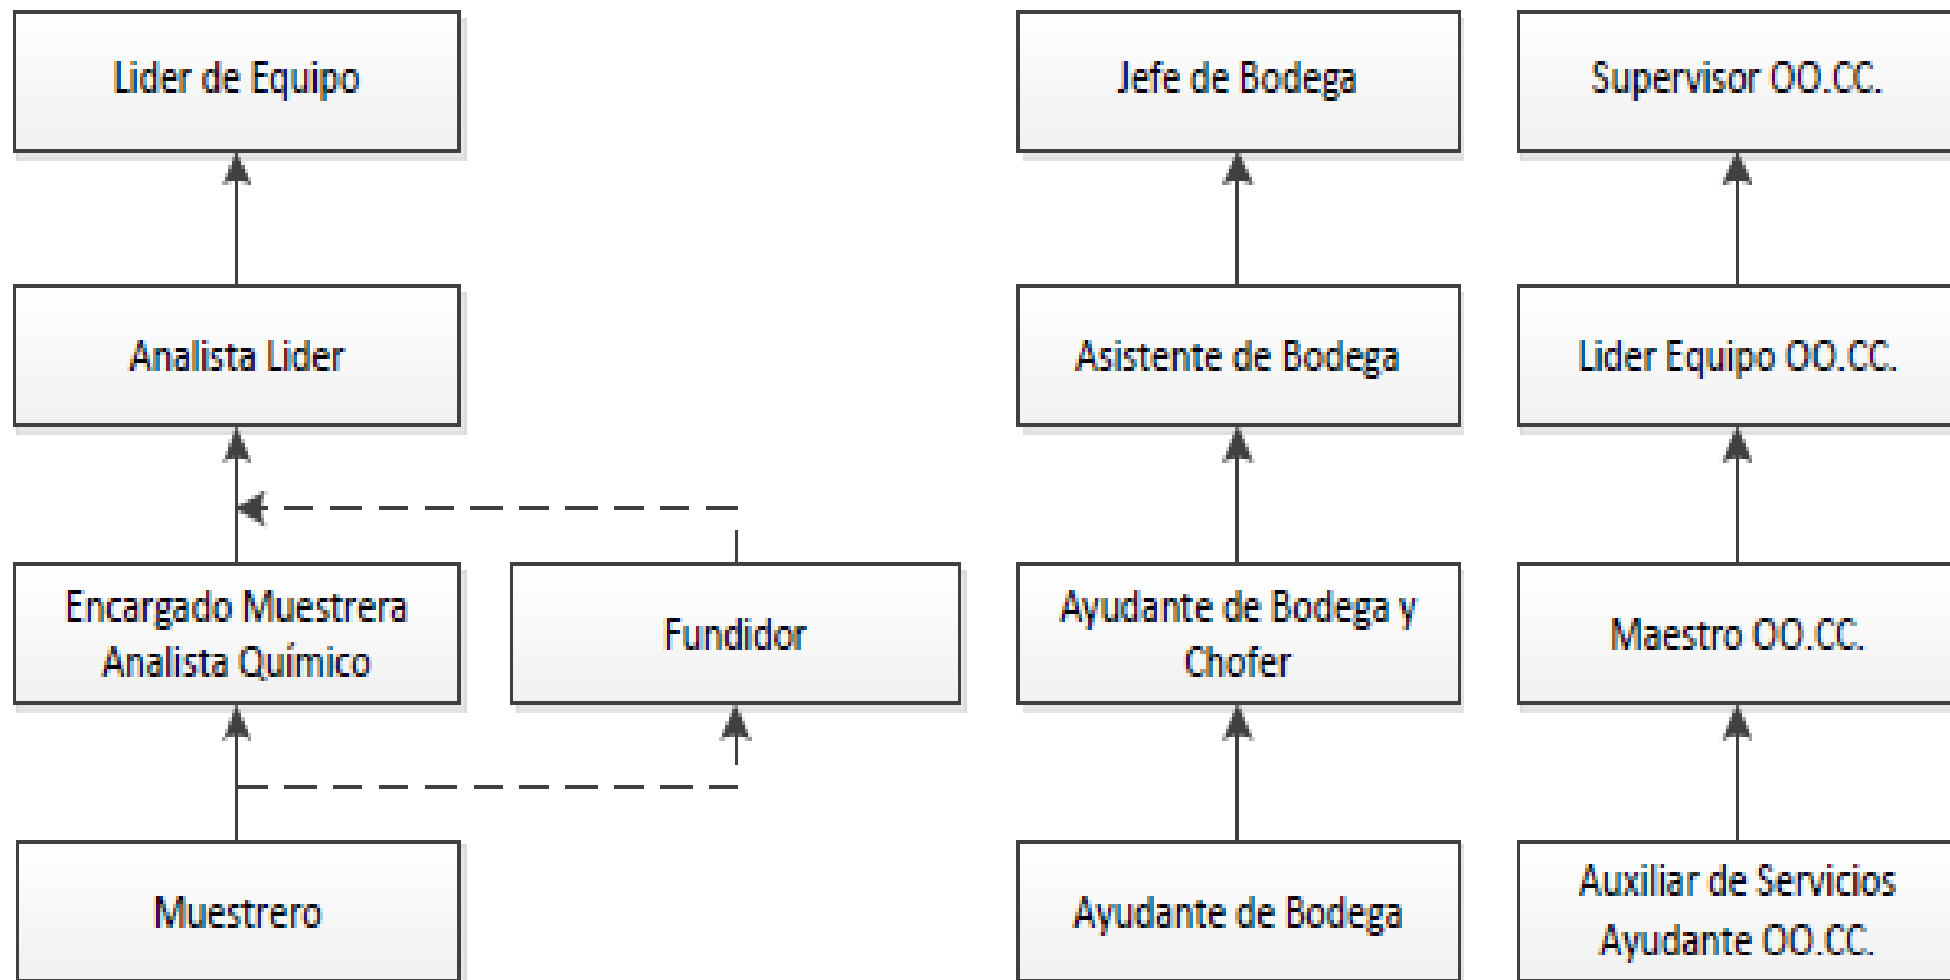 Lider de Equipo
Jefe de Bodega
Supervisor OO.CC.
Analista Lider
Asistente de Bodega
Lider Equipo OO.CC.
Encargado Muestrera
Analista Químico
Fundidor
Ayudante de Bodega y
Chofer
Maestro OO.CC.
Muestrero
Ayudante de Bodega
Auxiliar de Servicios
Ayudante OO.CC.